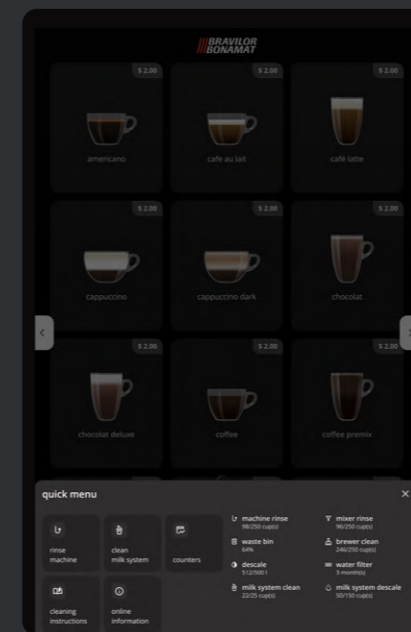 BRAVILOR
BONAMAT
$ 2.00
$ 2.00
$ 2.00
americano
café au lait
café latte
$ 2.00
$ 2.00
$ 2.00
cappuccino
cappuccino dark
chocolat
$ 2.00
$ 2.00
$ 2.00
chocolat deluxe
coffee
coffee premix
quick menu
rinse
machine
clean
milk system
counters
cleaning
instructions
online
information
machine rinse
98/250 cup(s)
waste bin
64%
descale
512/500 l
milk system clean
22/25 cup(s)
mixer rinse
96/250 cup(s)
brewer clean
246/250 cup(s)
water filter
3 month(s)
milk system descale
50/150 cup(s)